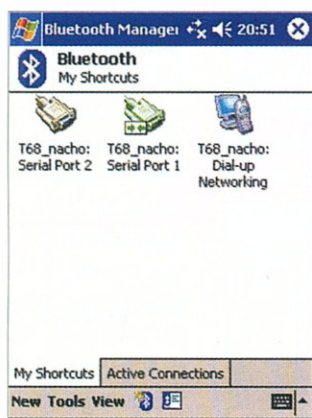 Bluetooth Manager 20:51
Bluetooth
My Shortcuts
T68_nacho: Serial Port 2
T68_nacho: Serial Port 1
T68_nacho: Dial-up Networking
My Shortcuts Active Connections
New Tools View